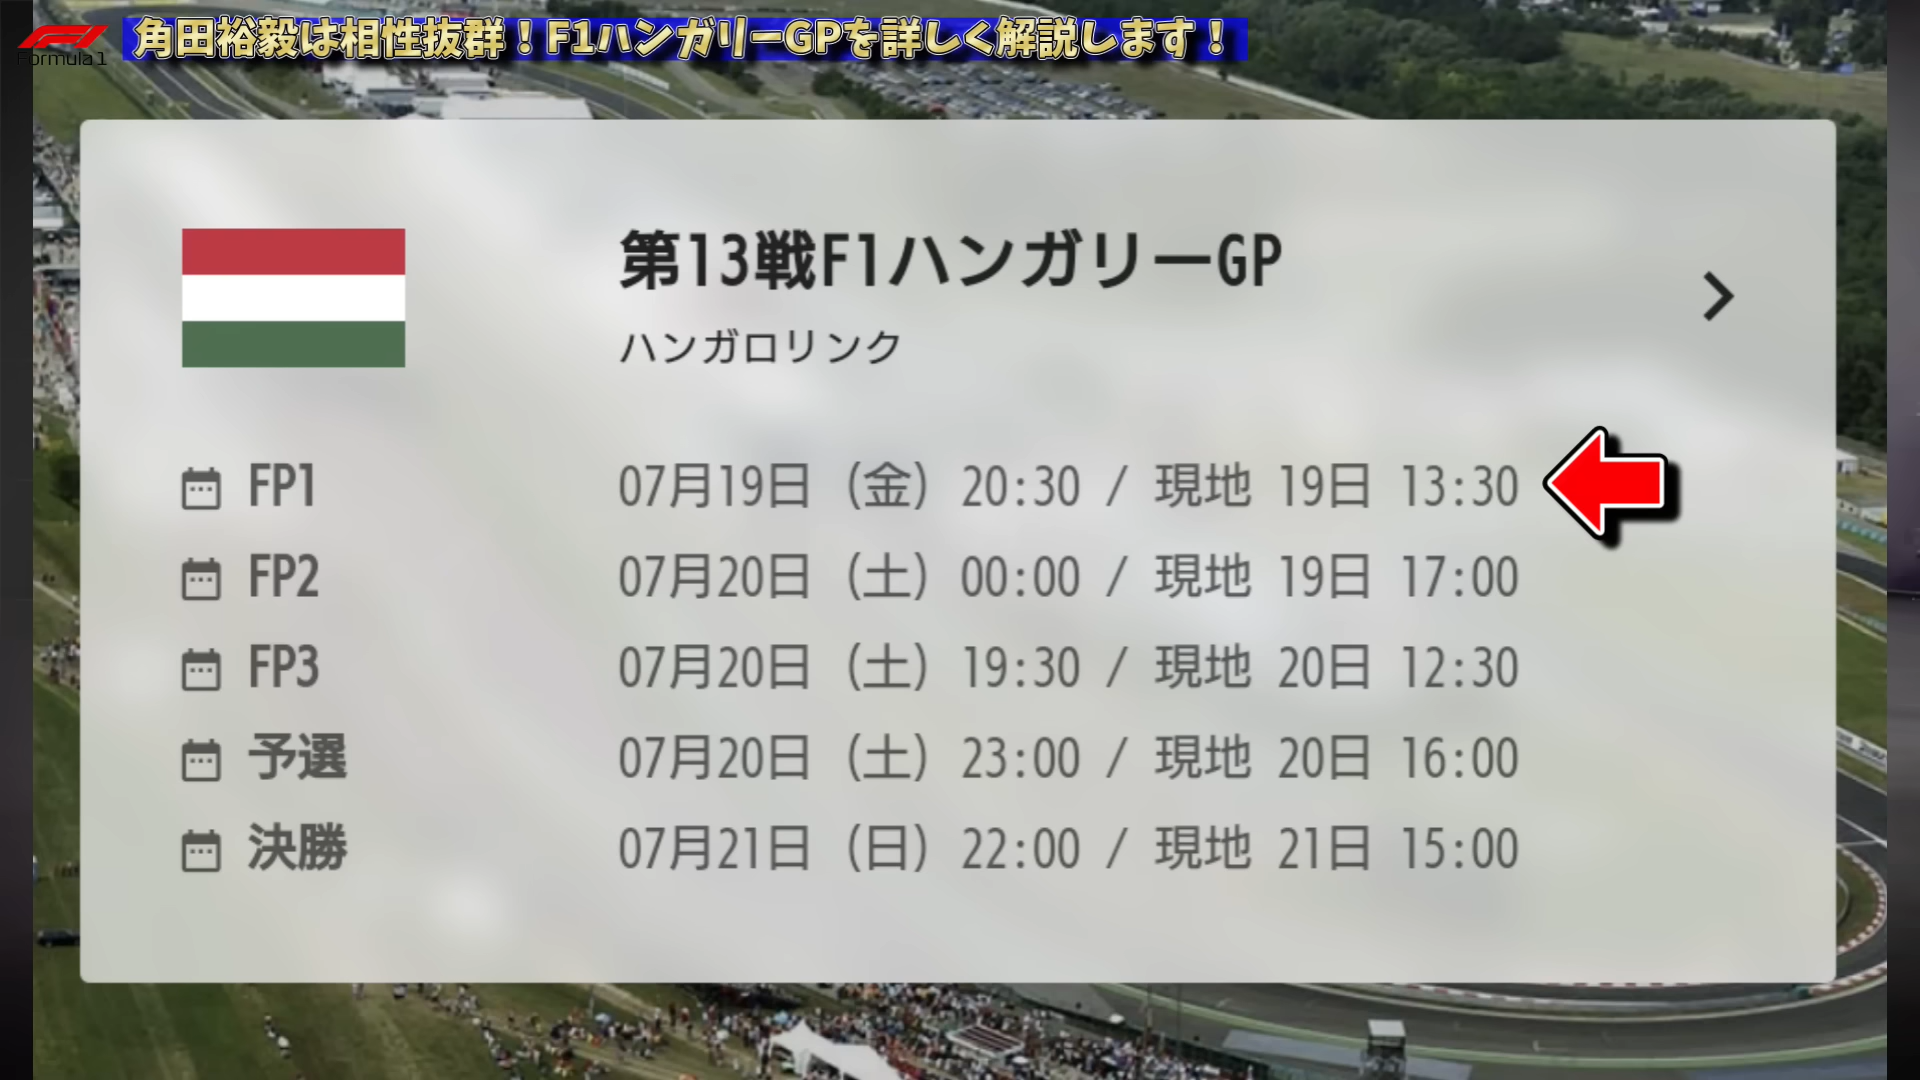 Formula 1
角田裕毅は相性抜群！F1ハンガリーGPを詳しく解説します！
第13戦F1ハンガリーGP
ハンガロリンク
FP1 07月19日 (金) 20:30 / 現地 19日 13:30
FP2 07月20日 (土) 00:00 / 現地 19日 17:00
FP3 07月20日 (土) 19:30 / 現地 20日 12:30
予選 07月20日 (土) 23:00 / 現地 20日 16:00
決勝 07月21日 (日) 22:00 / 現地 21日 15:00